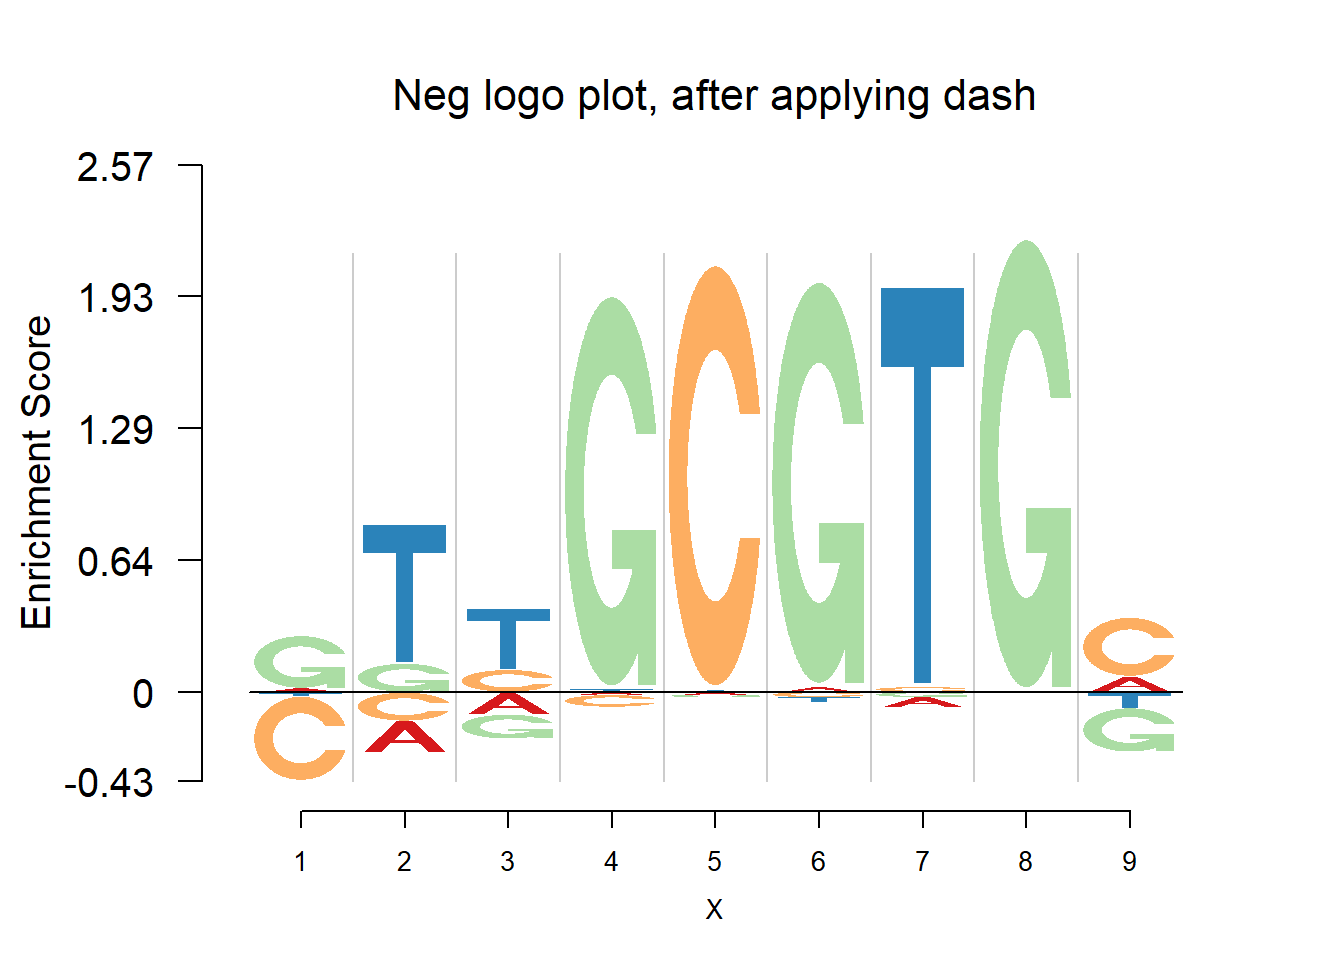 Neg logo plot, after applying dash
2.57
1.93
1.29
0.64
0
-0.43
Enrichment Score
G T T G C G T G C
G C A
C C A G C A T
A G G
1 2 3 4 5 6 7 8 9
X